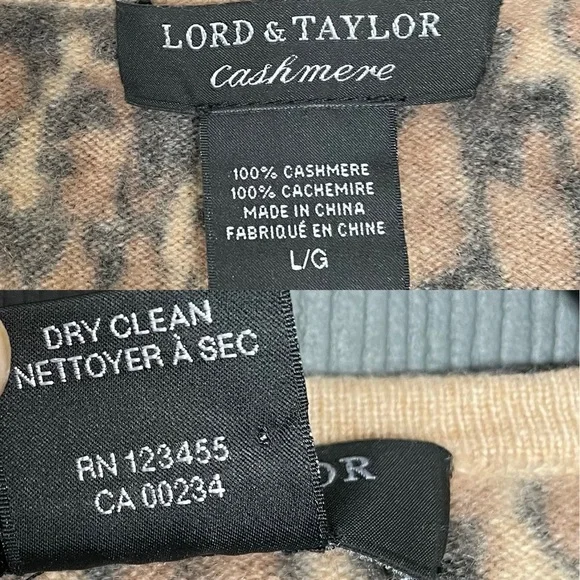 LORD & TAYLOR
cashmere
100% CASHMERE
100% CACHEMIRE
MADE IN CHINA
FABRIQUÉ EN CHINE
L/G
DRY CLEAN
NETTOYER À SEC
RN 123455
CA 00234
OR